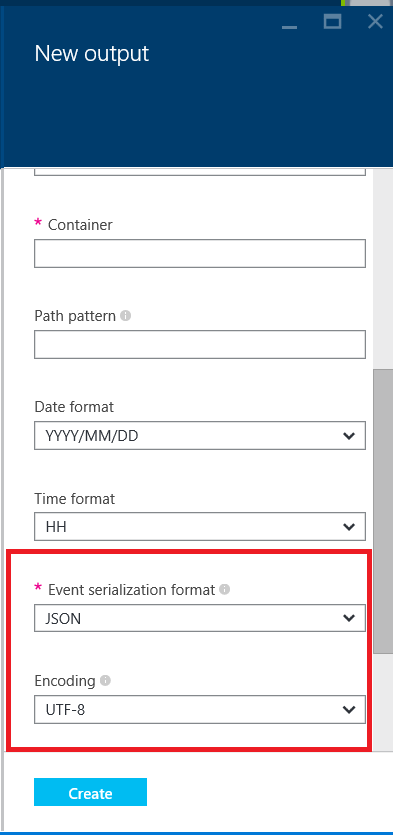 New output
* Container
Path pattern
Date format
YYYY/MM/DD
Time format
HH
* Event serialization format
JSON
Encoding
UTF-8
Create